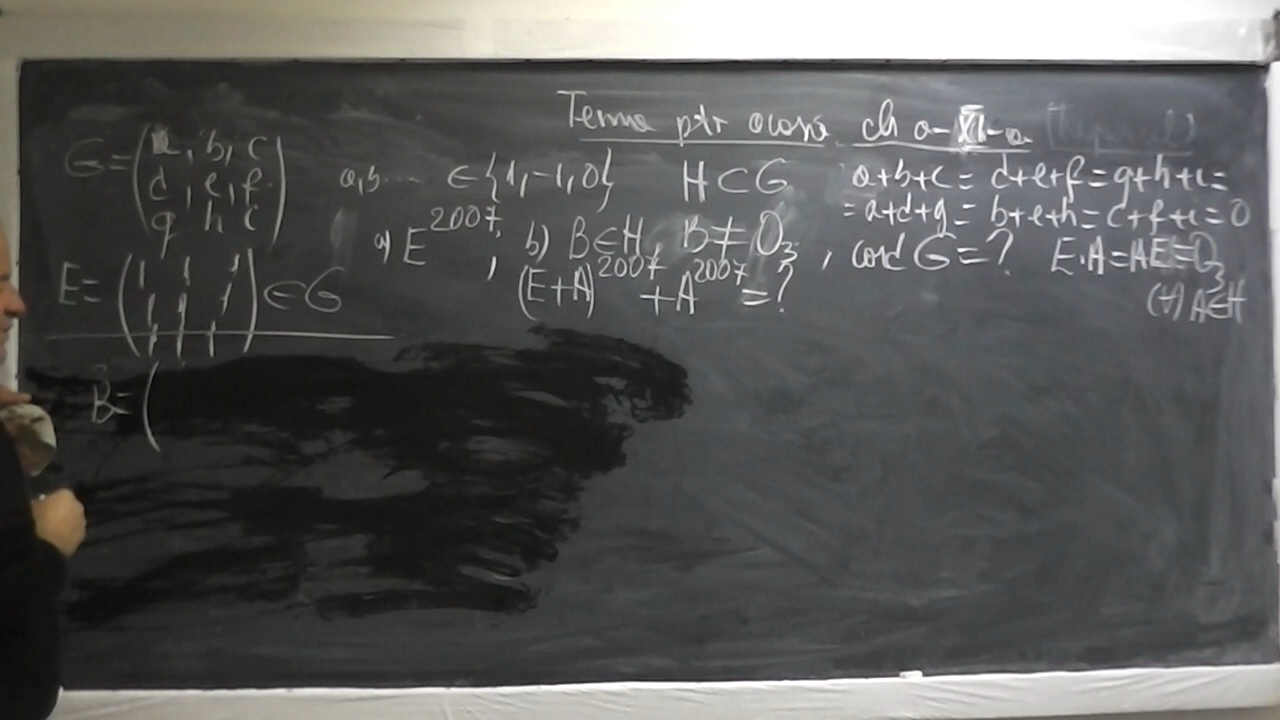 Tema ptr acasă cls a-XI-a
G = ( a, b, c
d, e, f
g h i )
a, b ..... ∈ {1, -1, 0} H ⊂ G
a+b+c = d+e+f = g+h+i =
= a+d+g = b+e+h = c+f+i = 0
a) E^2007, b) B ∈ H, B ≠ O3, card G = ? E·A = AE = O3
(∀) A∈H
, (E+A)^2007 + A^2007 = ?
E = ( 1 1 1
1 1 1
1 1 1 ) ∈ G
B = (